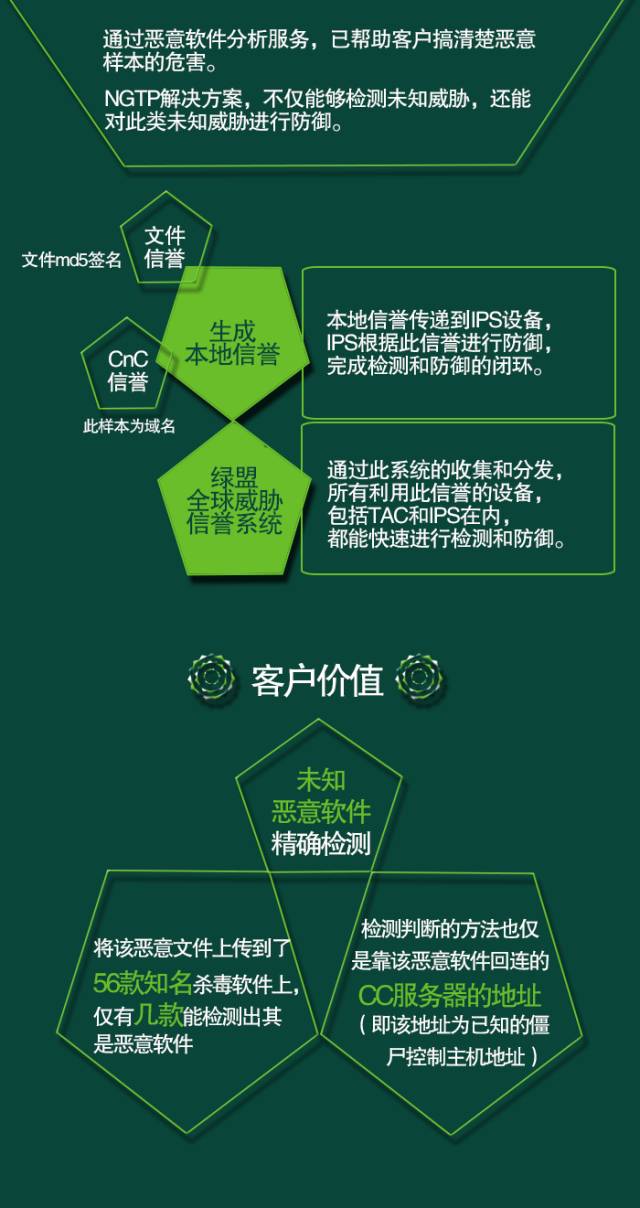 通过恶意软件分析服务，已帮助客户搞清楚恶意
样本的危害。
NGTP解决方案，不仅能够检测未知威胁，还能
对此类未知威胁进行防御。
文件
信誉
文件md5签名
生成
本地信誉
CnC
信誉
此样本为域名
本地信誉传递到IPS设备，
IPS根据此信誉进行防御，
完成检测和防御的闭环。
绿盟
全球威胁
信誉系统
通过此系统的收集和分发，
所有利用此信誉的设备，
包括TAC和IPS在内，
都能快速进行检测和防御。
客户价值
未知
恶意软件
精确检测
将该恶意文件上传到了
56款知名杀毒软件上，
仅有几款能检测出其
是恶意软件
检测判断的方法也仅
是靠该恶意软件回连的
CC服务器的地址
（即该地址为已知的僵
尸控制主机地址）